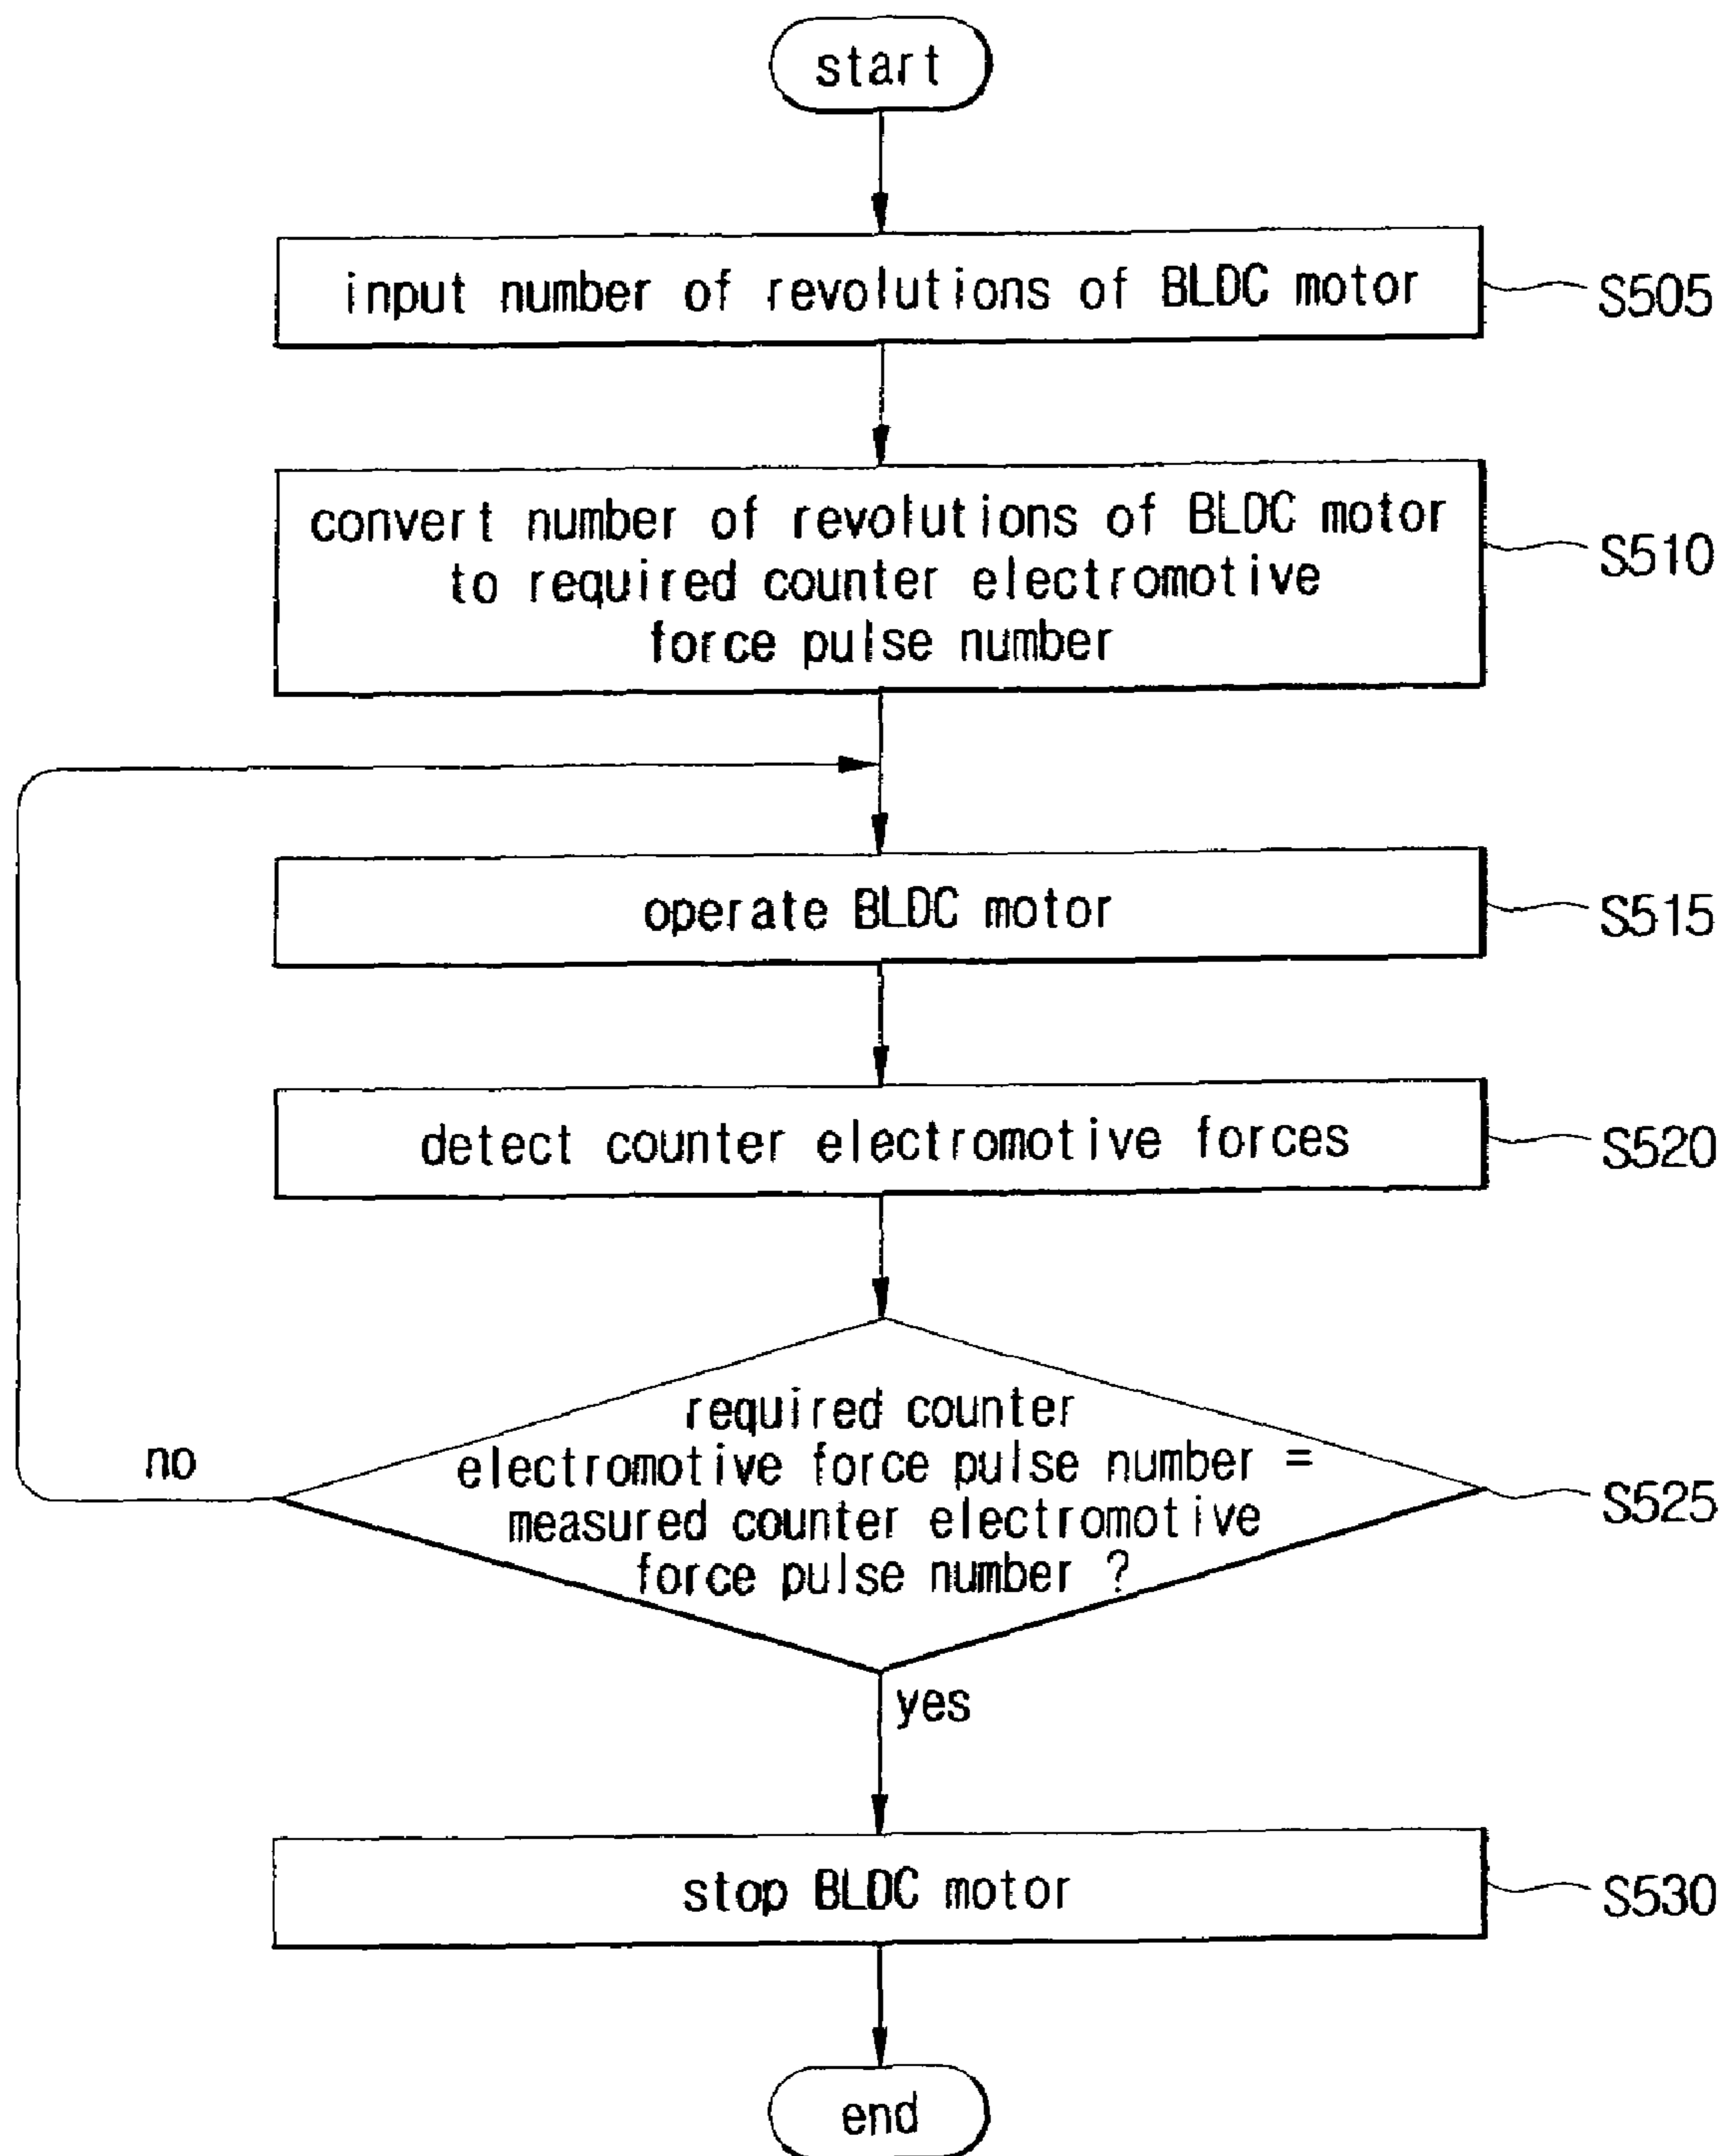 start
input number of revolutions of BLDC motor
S505
convert number of revolutions of BLDC motor
to required counter electromotive
force pulse number
S510
operate BLDC motor
S515
detect counter electromotive forces
S520
required counter
electromotive force pulse number =
measured counter electromotive
force pulse number ?
S525
no
yes
stop BLDC motor
S530
end